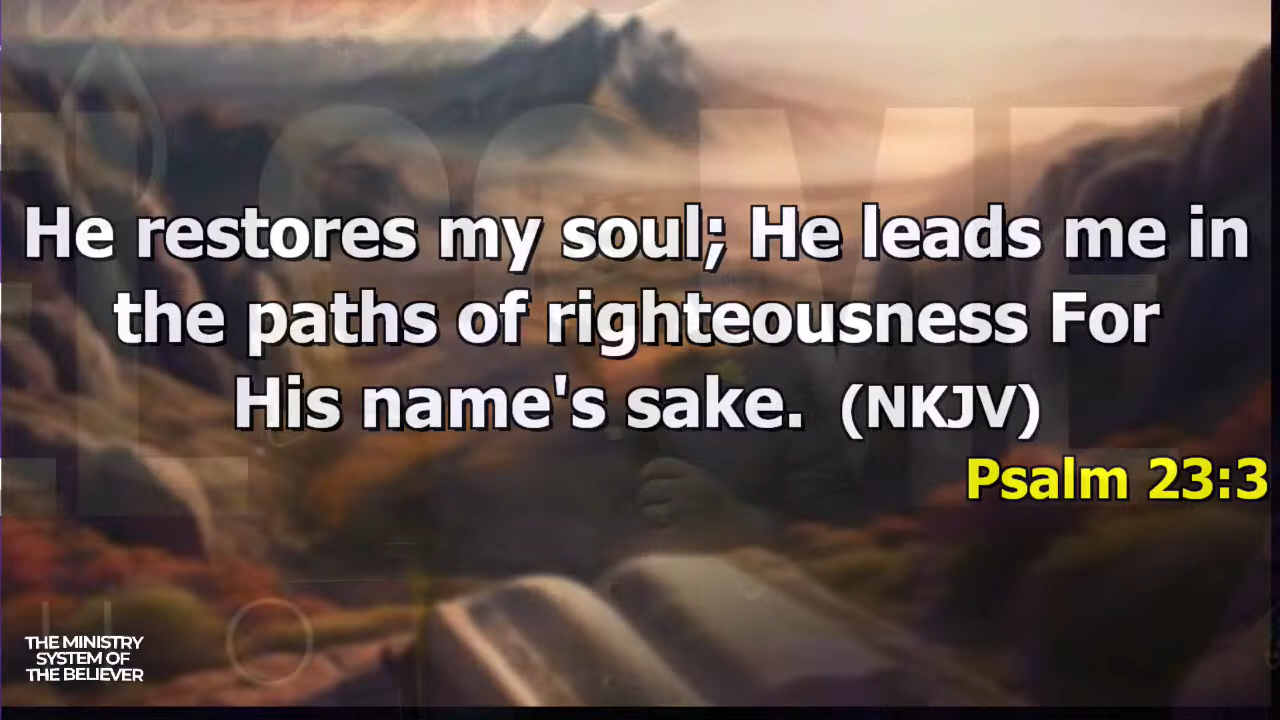 He restores my soul; He leads me in
the paths of righteousness For
His name's sake. (NKJV)
Psalm 23:3
THE MINISTRY
SYSTEM OF
THE BELIEVER